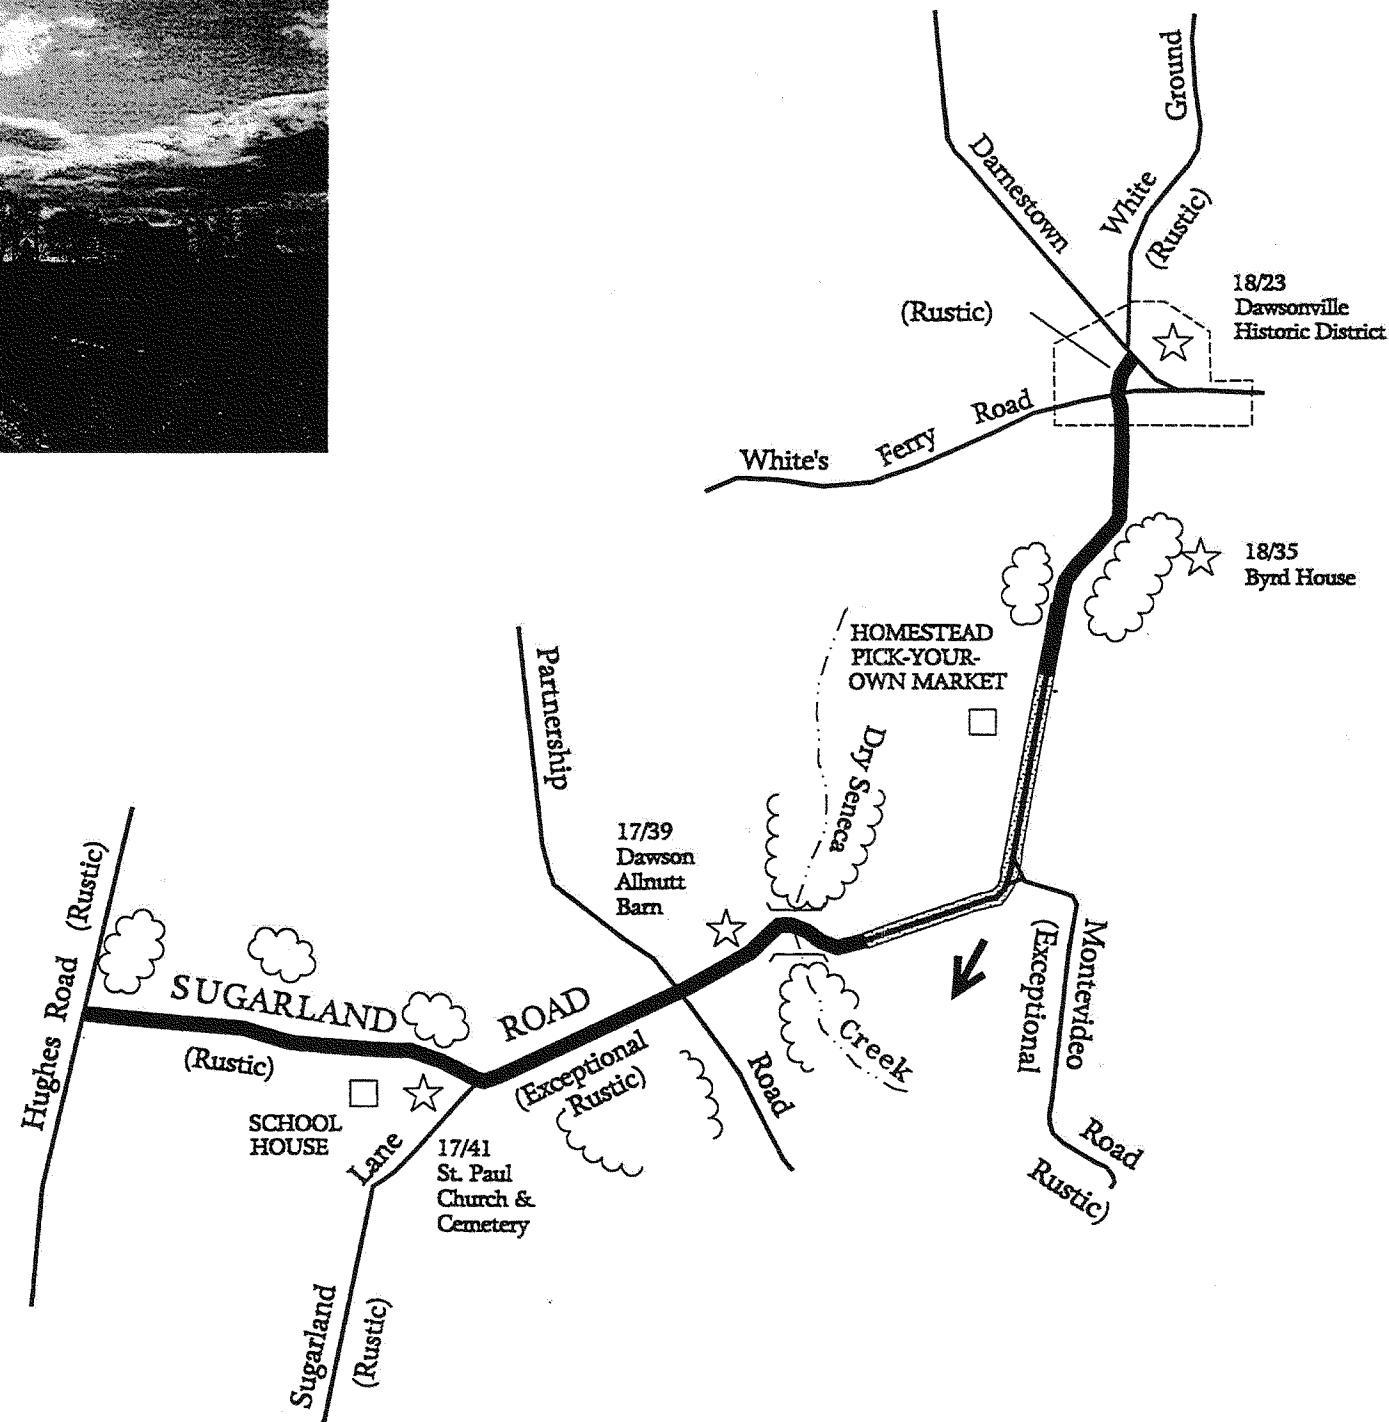 Darnestown
White Ground
(Rustic)
(Rustic)
18/23
Dawsonville
Historic District
White's Ferry Road
18/35
Byrd House
HOMESTEAD
PICK-YOUR-
OWN MARKET
Partnership
Road
Dry Seneca
Creek
17/39
Dawson
Allnutt
Barn
Hughes Road (Rustic)
SUGARLAND ROAD
(Rustic)
(Exceptional
Rustic)
Montevideo
Road
(Exceptional
Rustic)
SCHOOL
HOUSE
17/41
St. Paul
Church &
Cemetery
Sugarland Lane
(Rustic)